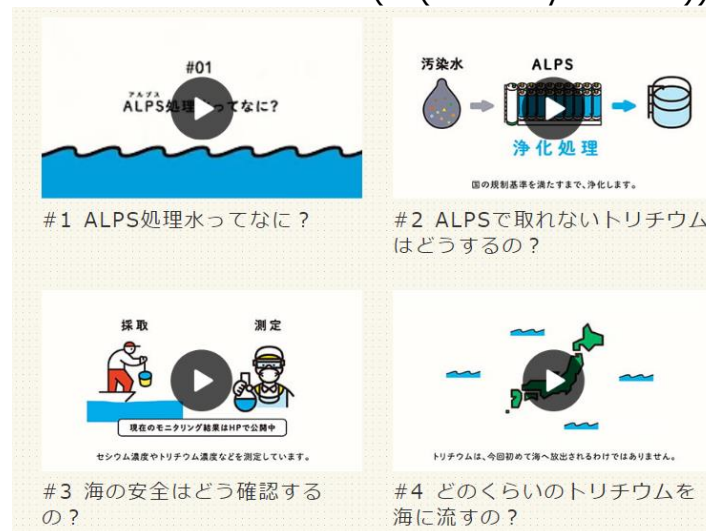 #01
アルプス
ALPS処理 ってなに?
#1 ALPS処理水ってなに？
汚染水
ALPS
浄化処理
国の規制基準を満たすまで、浄化します。
#2 ALPSで取れないトリチウム
はどうするの？
採取
測定
現在のモニタリング結果はHPで公開中
セシウム濃度やトリチウム濃度などを測定しています。
#3 海の安全はどう確認する
の？
トリチウムは、今回初めて海へ放出されるわけではありません。
#4 どのくらいのトリチウムを
海に流すの？